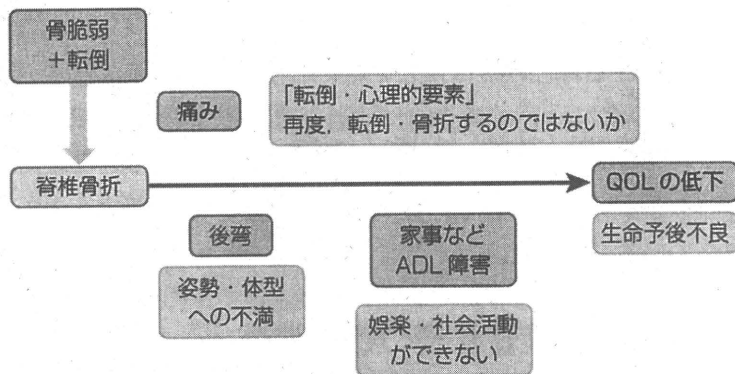 骨脆弱
＋転倒
痛み
「転倒・心理的要素」
再度，転倒・骨折するのではないか
脊椎骨折
QOLの低下
後弯
家事など
ADL障害
生命予後不良
姿勢・体型
への不満
娯楽・社会活動
ができない